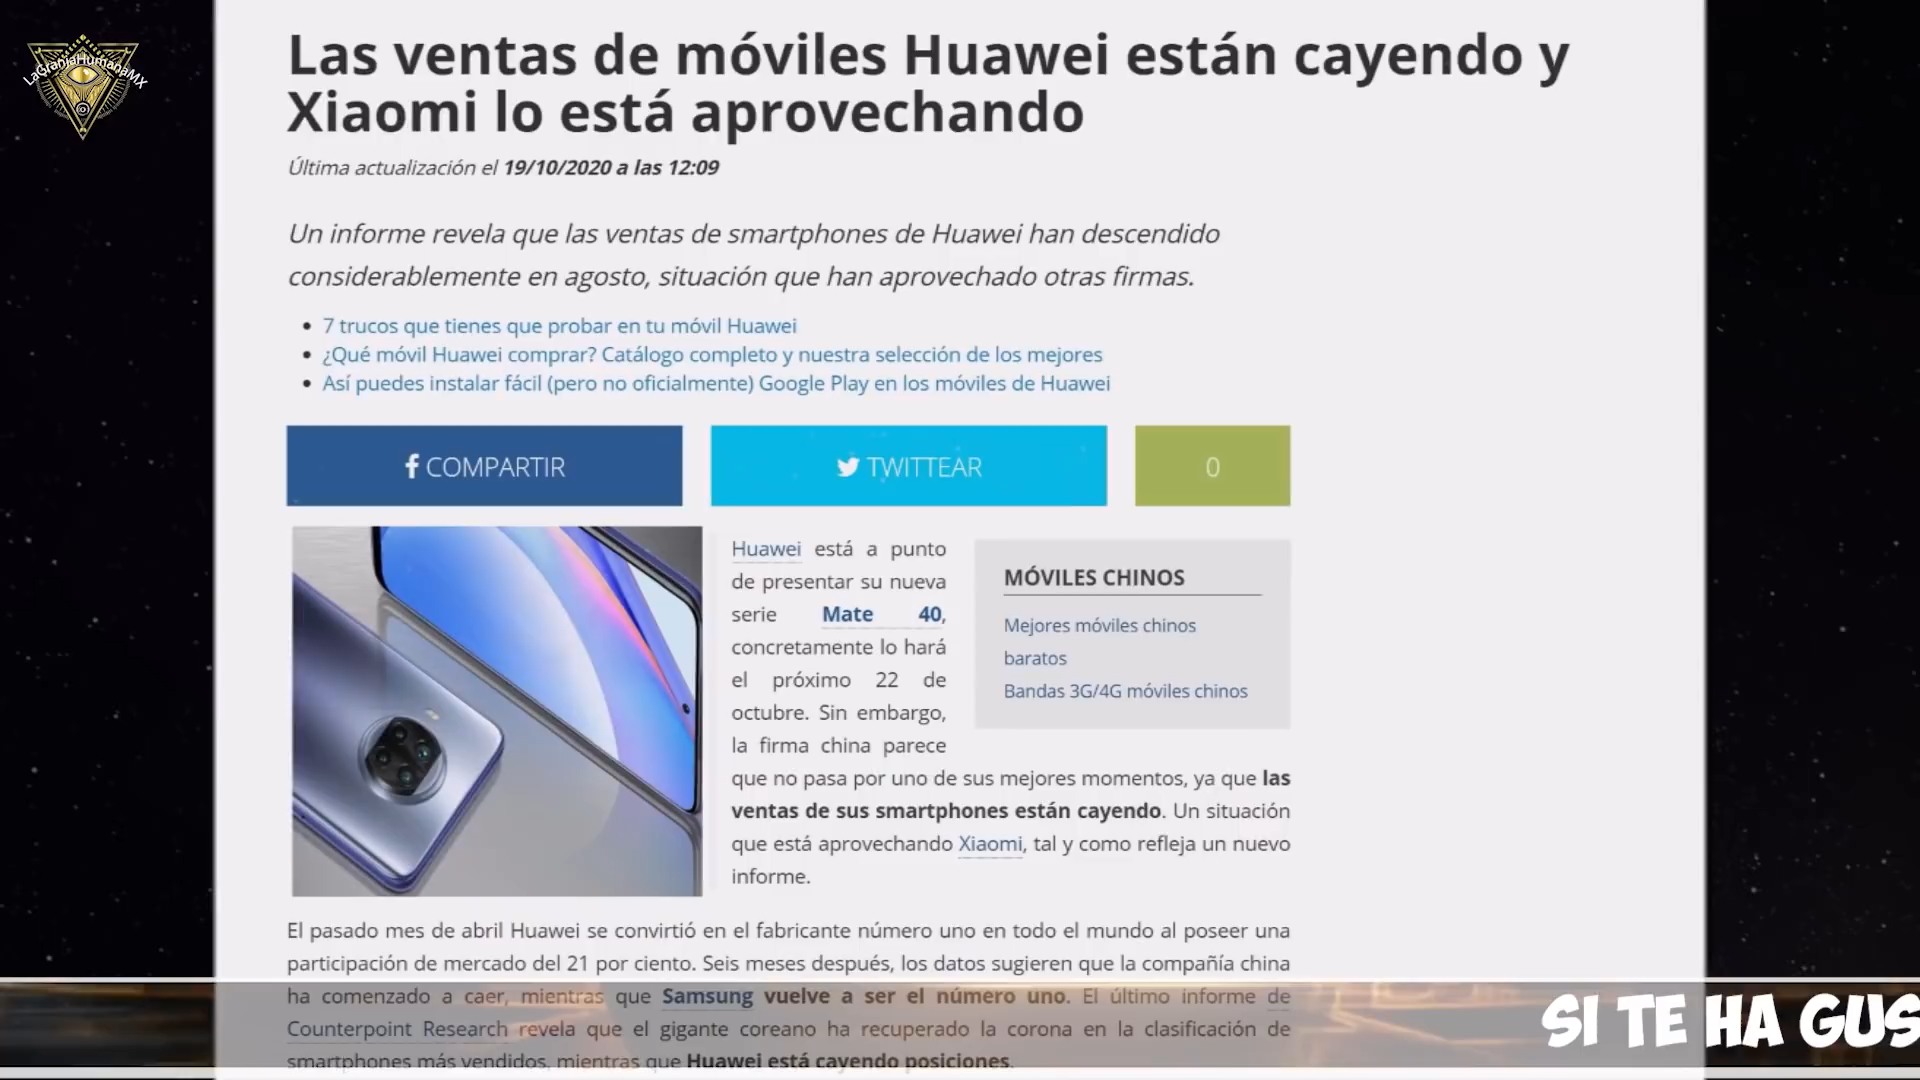 LaGranjaHumanaMX
Las ventas de móviles Huawei están cayendo y
Xiaomi lo está aprovechando
Última actualización el 19/10/2020 a las 12:09
Un informe revela que las ventas de smartphones de Huawei han descendido
considerablemente en agosto, situación que han aprovechado otras firmas.
• 7 trucos que tienes que probar en tu móvil Huawei
• ¿Qué móvil Huawei comprar? Catálogo completo y nuestra selección de los mejores
• Así puedes instalar fácil (pero no oficialmente) Google Play en los móviles de Huawei
COMPARTIR
TWITTEAR
0
Huawei está a punto
de presentar su nueva
serie Mate 40,
concretamente lo hará
el próximo 22 de
octubre. Sin embargo,
la firma china parece
que no pasa por uno de sus mejores momentos, ya que las
ventas de sus smartphones están cayendo. Un situación
que está aprovechando Xiaomi, tal y como refleja un nuevo
informe.
MÓVILES CHINOS
Mejores móviles chinos
baratos
Bandas 3G/4G móviles chinos
El pasado mes de abril Huawei se convirtió en el fabricante número uno en todo el mundo al poseer una
participación de mercado del 21 por ciento. Seis meses después, los datos sugieren que la compañía china
ha comenzado a caer, mientras que Samsung vuelve a ser el número uno. El último informe de
Counterpoint Research revela que el gigante coreano ha recuperado la corona en la clasificación de
smartphones más vendidos, mientras que Huawei está cayendo posiciones.
SI TE HA GUS